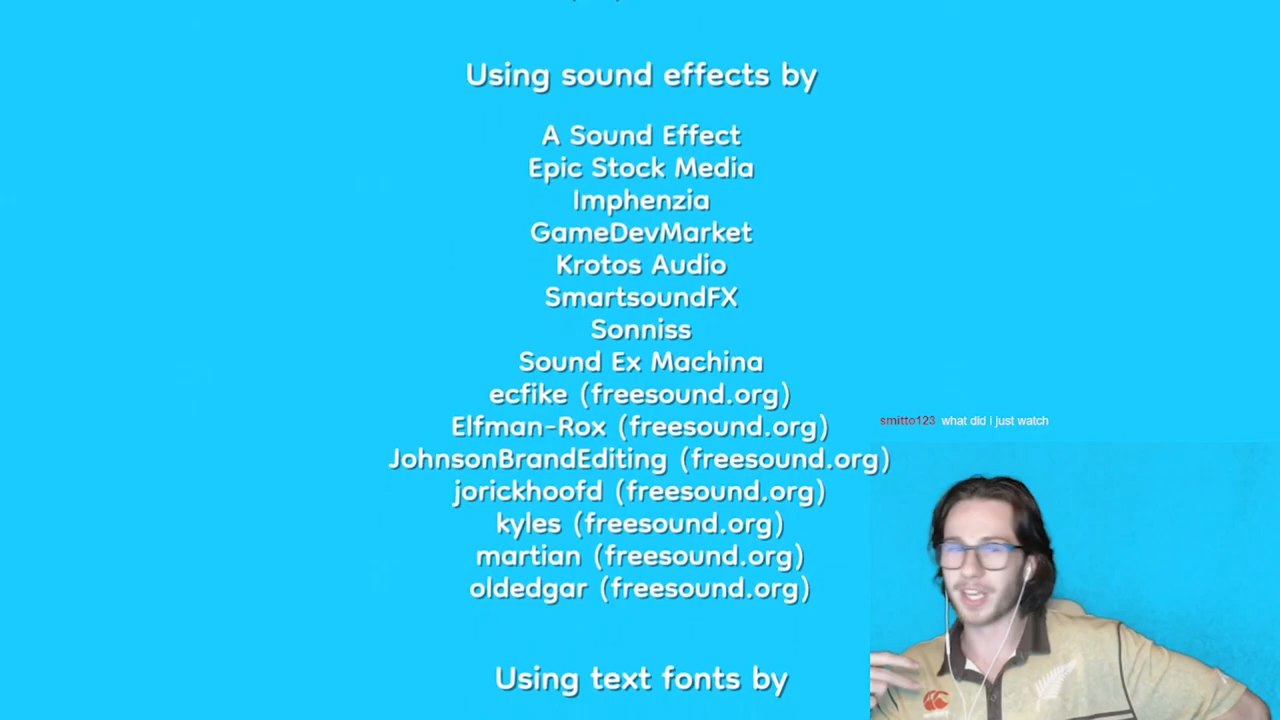 Using sound effects by
A Sound Effect
Epic Stock Media
Imphenzia
GameDevMarket
Krotos Audio
SmartsoundFX
Sonniss
Sound Ex Machina
ecfike (freesound.org)
Elfman-Rox (freesound.org)
JohnsonBrandEditing (freesound.org)
jorickhoofd (freesound.org)
kyles (freesound.org)
martian (freesound.org)
oldedgar (freesound.org)
smitto123 what did i just watch
Using text fonts by